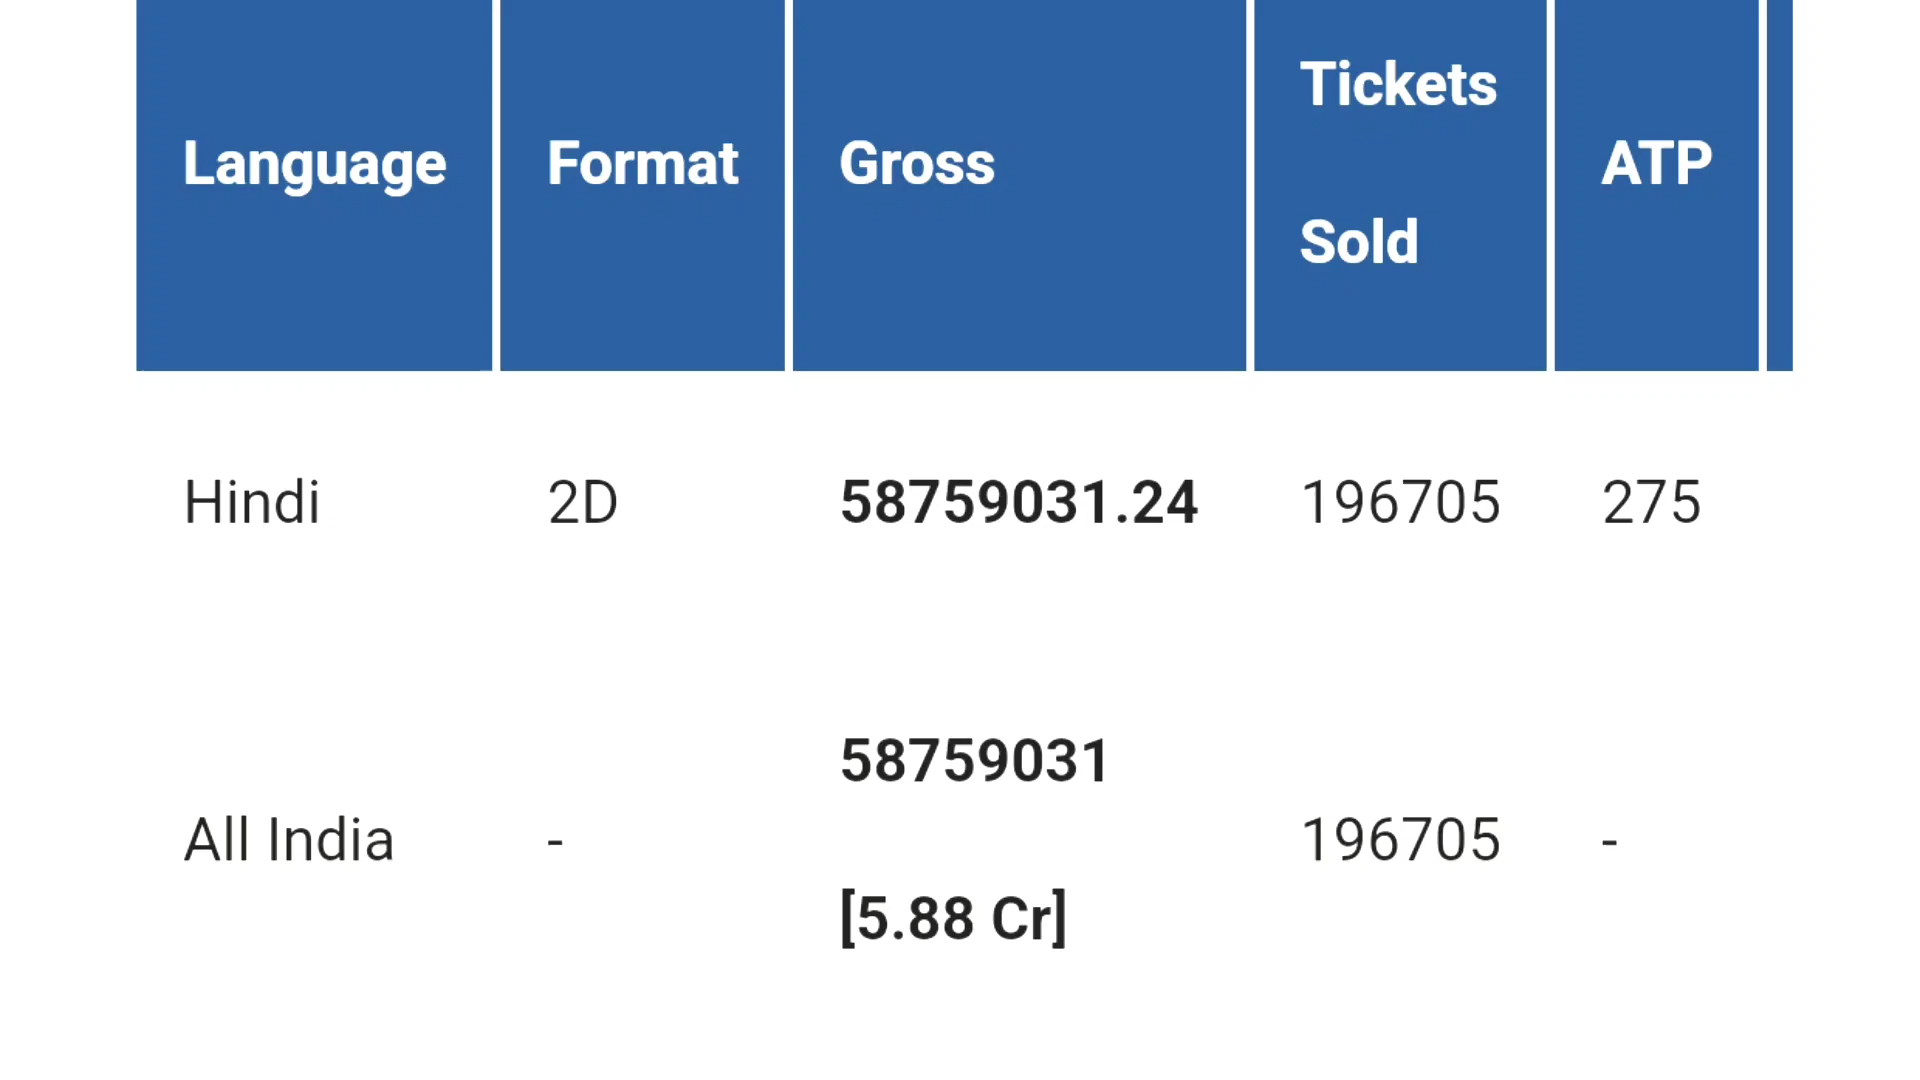 Language Format Gross Tickets Sold ATP
Hindi 2D 58759031.24 196705 275
All India - 58759031 196705 -
[5.88 Cr]